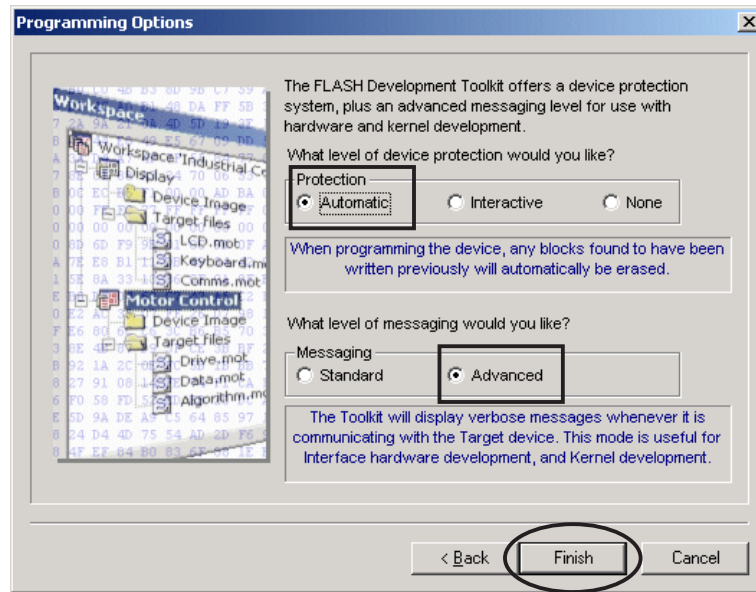 Programming Options
The FLASH Development Toolkit offers a device protection
system, plus an advanced messaging level for use with
hardware and kernel development.
What level of device protection would you like?
Protection
Automatic
Interactive
None
When programming the device, any blocks found to have been
written previously will automatically be erased.
What level of messaging would you like?
Messaging
Standard
Advanced
The Toolkit will display verbose messages whenever it is
communicating with the Target device. This mode is useful for
Interface hardware development, and Kernel development.
Workspace
Workspace 'Industrial Co
Display
Device Image
Target files
LCD.mot
Keyboard.m
Comms.mot
Motor Control
Device Image
Target files
Drive.mot
Data.mot
Algorithm.mo
< Back
Finish
Cancel